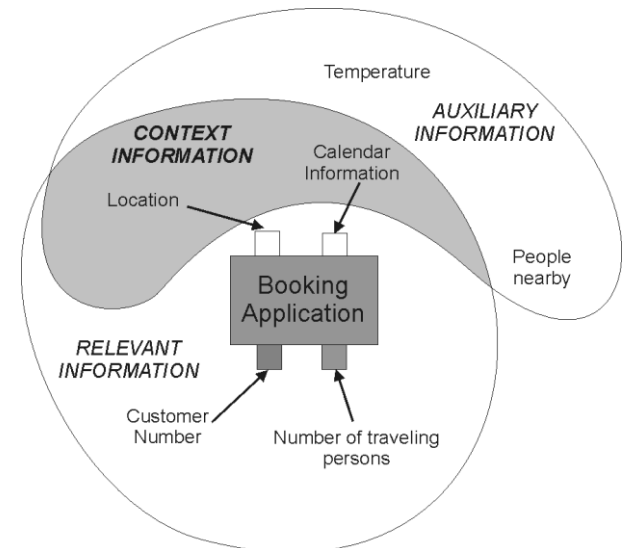 Temperature
AUXILIARY
INFORMATION
CONTEXT
INFORMATION
Calendar
Information
Location
People
nearby
Booking
Application
RELEVANT
INFORMATION
Customer
Number
Number of traveling
persons